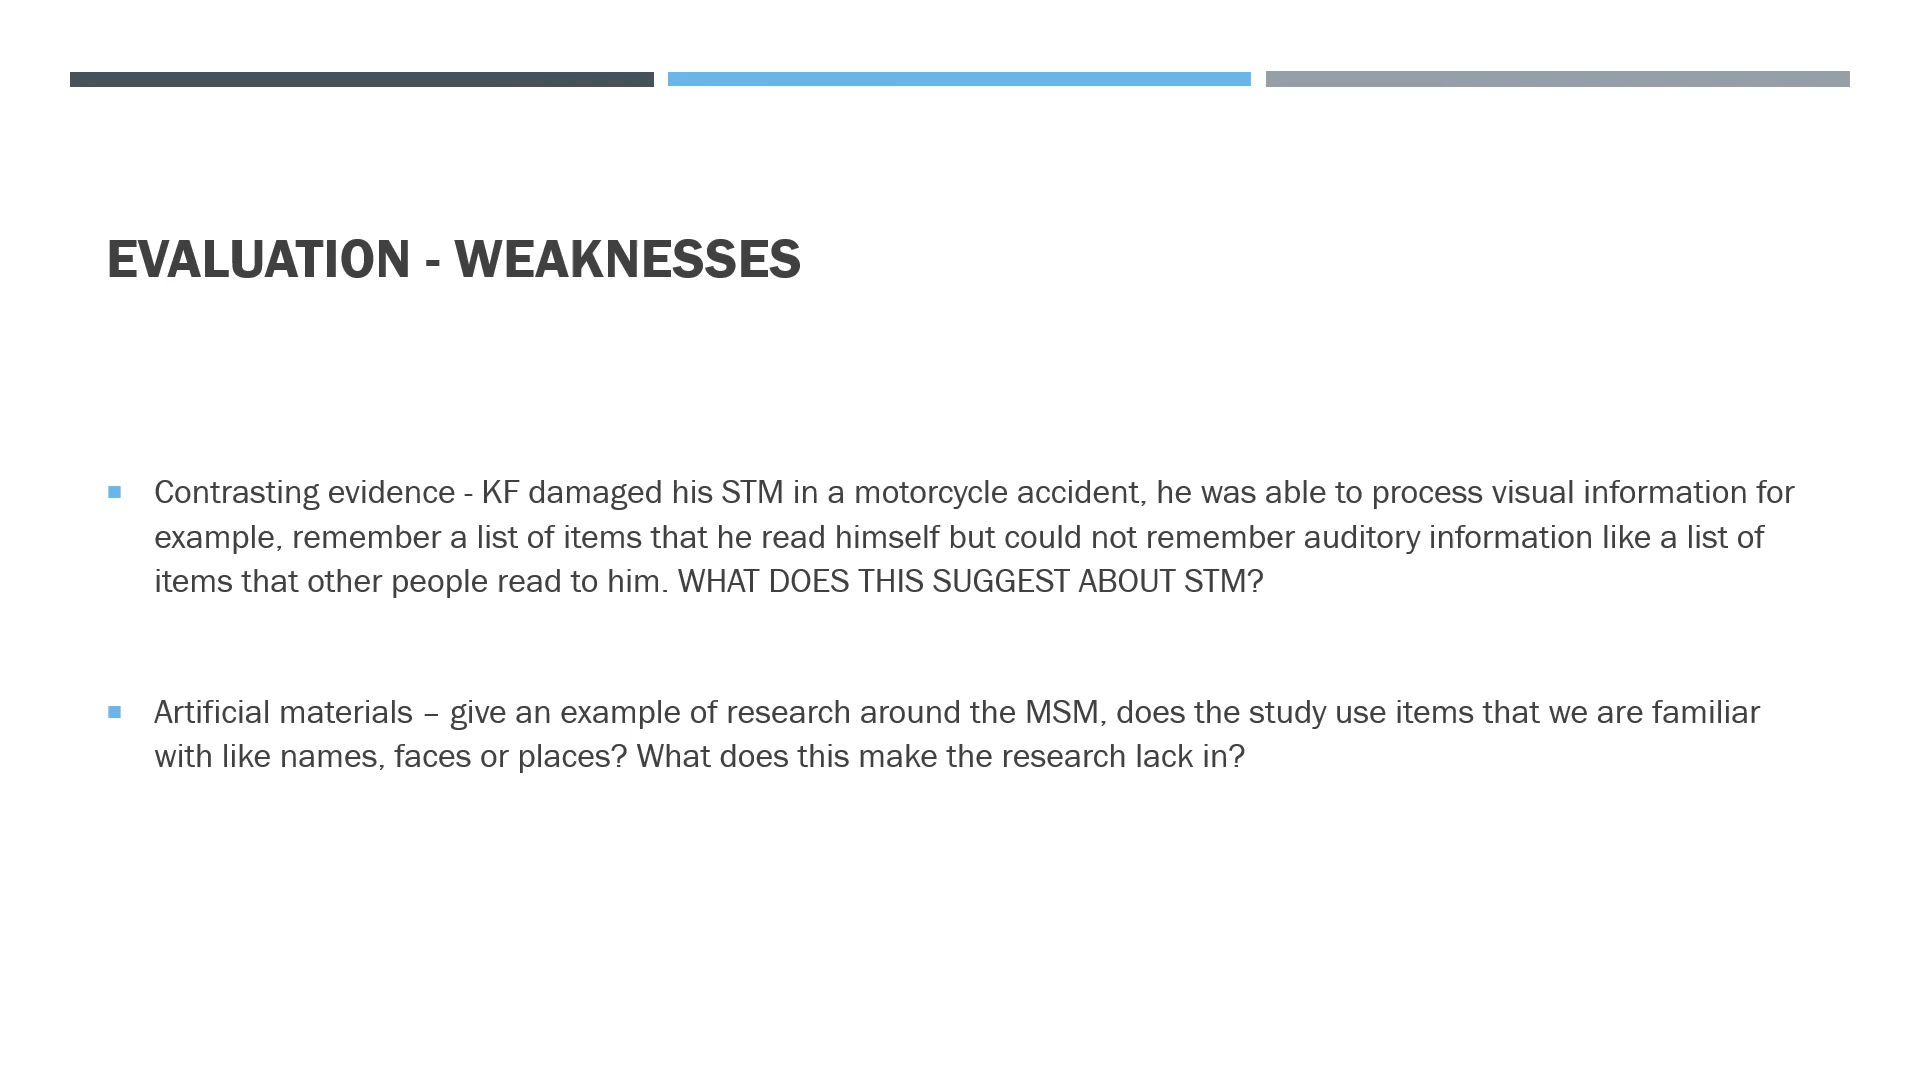 EVALUATION - WEAKNESSES
Contrasting evidence - KF damaged his STM in a motorcycle accident, he was able to process visual information for
example, remember a list of items that he read himself but could not remember auditory information like a list of
items that other people read to him. WHAT DOES THIS SUGGEST ABOUT STM?
Artificial materials – give an example of research around the MSM, does the study use items that we are familiar
with like names, faces or places? What does this make the research lack in?